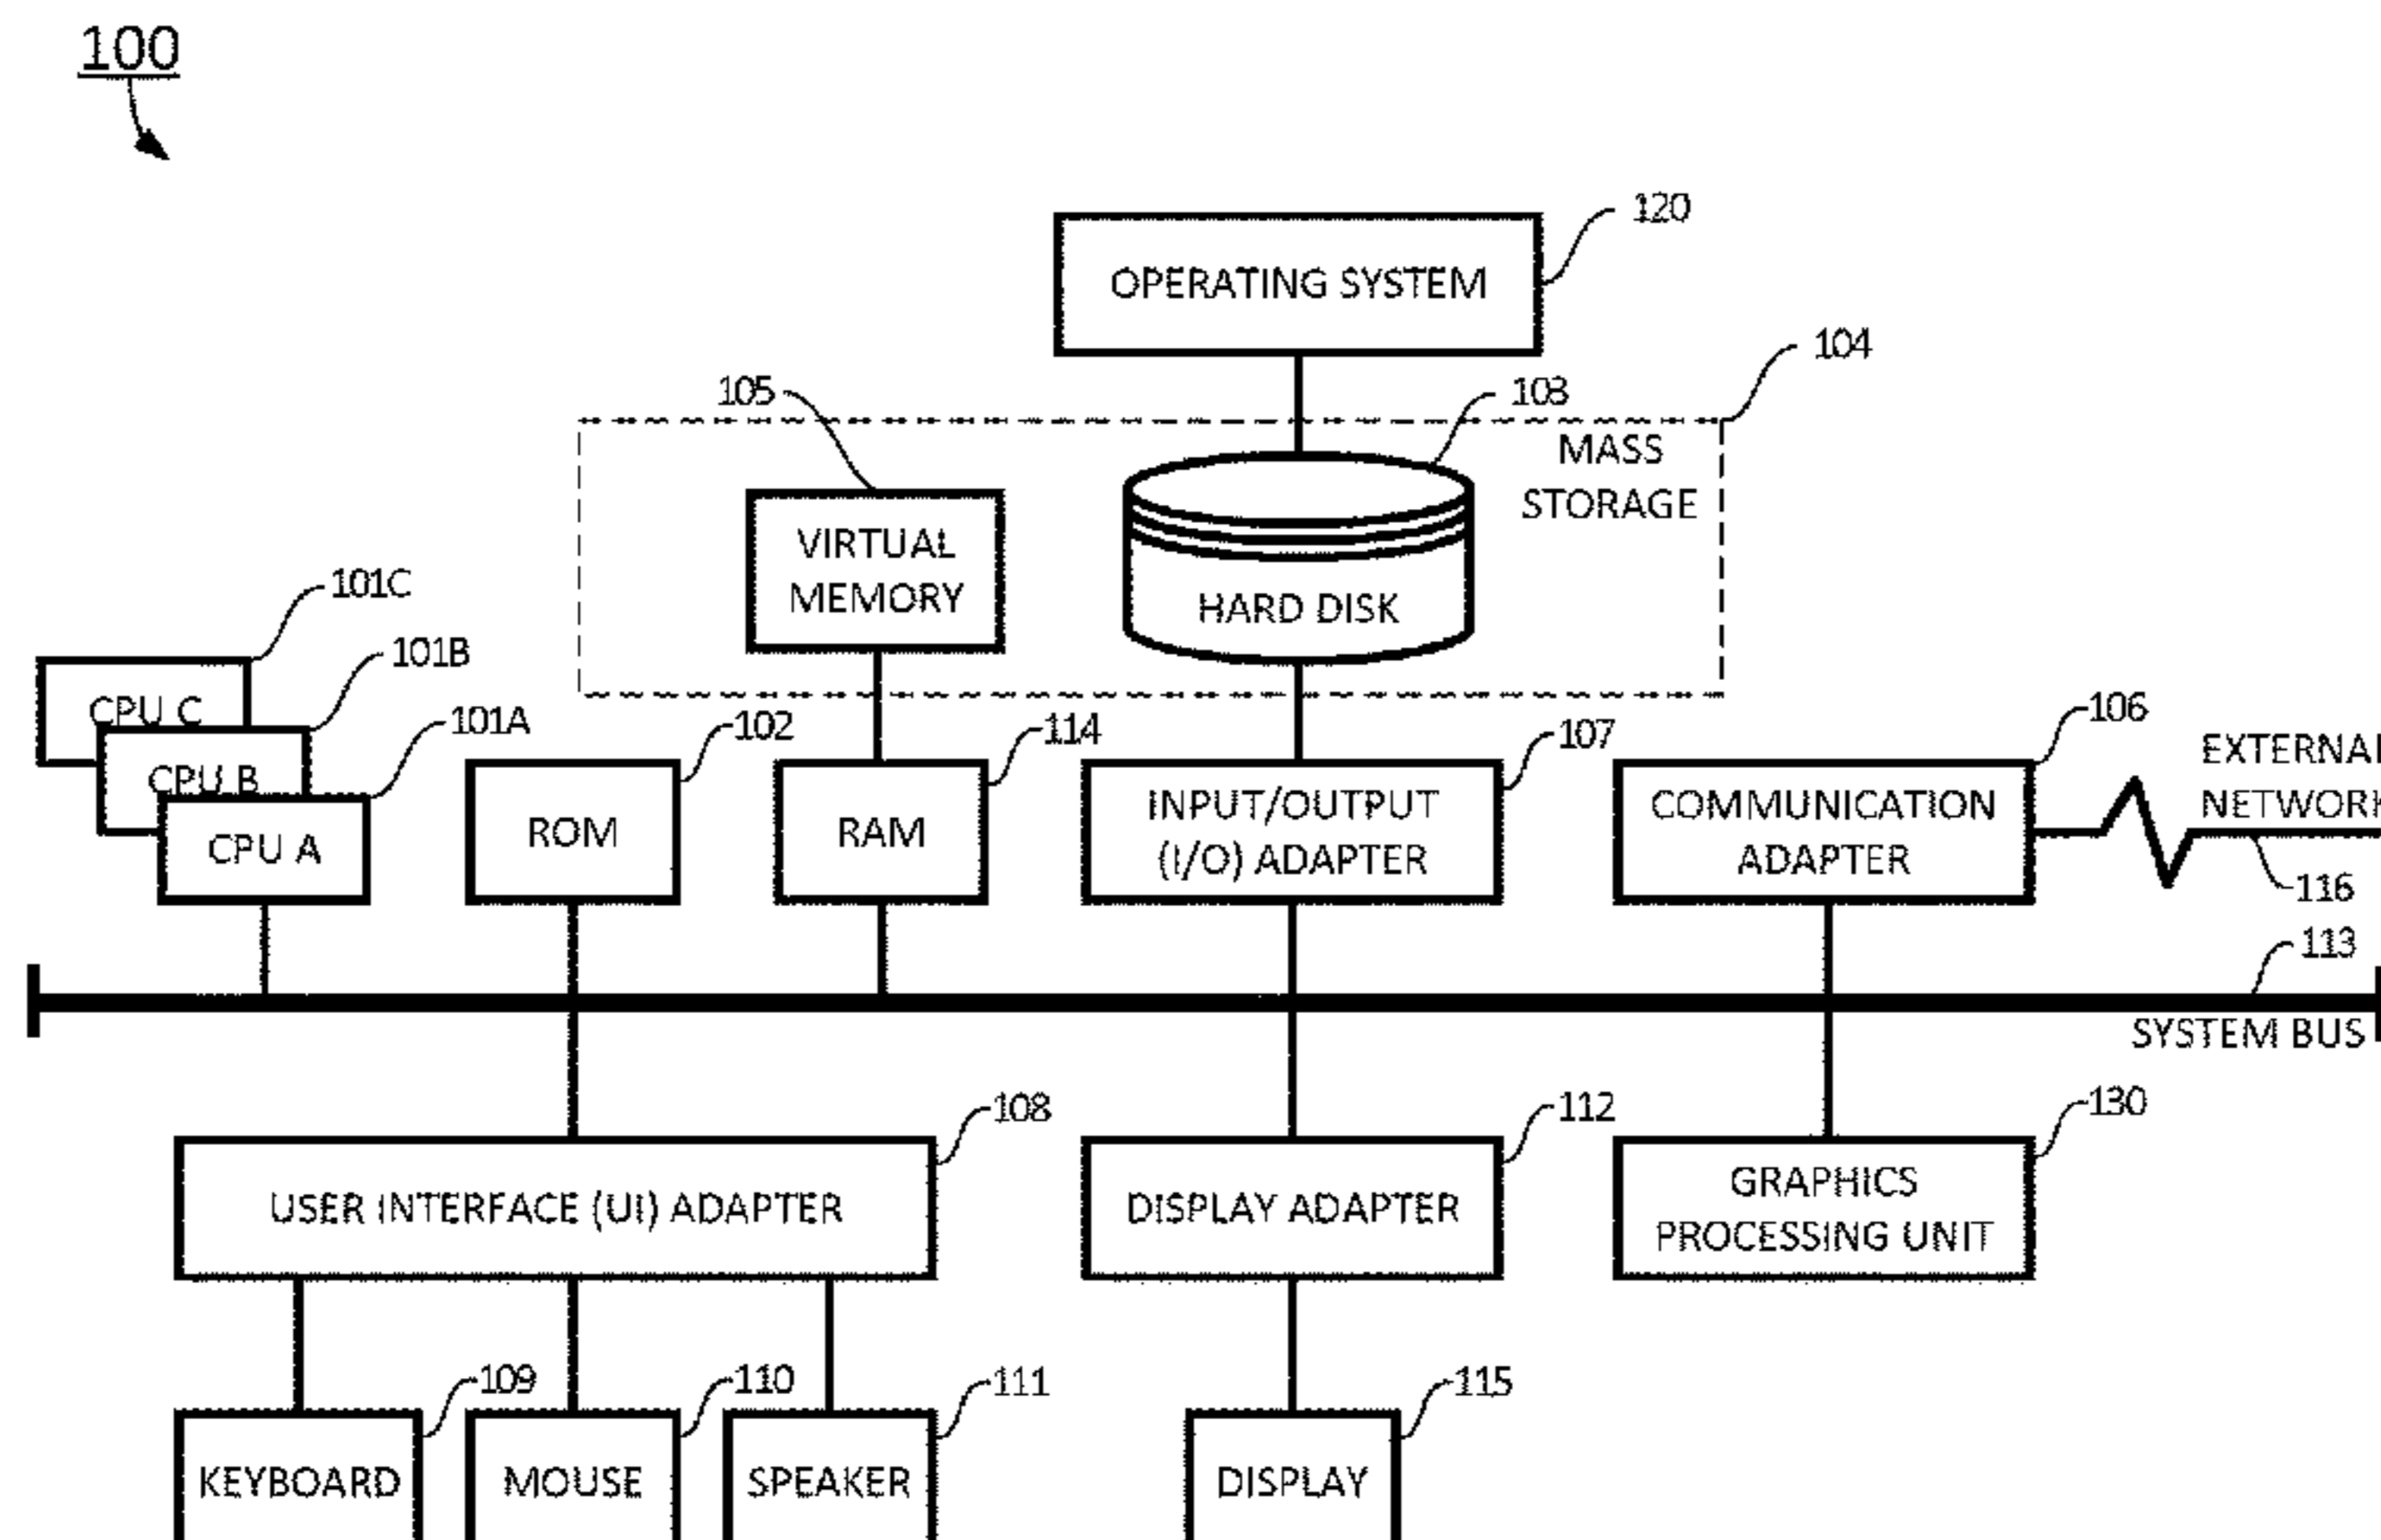 100
120
OPERATING SYSTEM
104
105
103
MASS
STORAGE
VIRTUAL
MEMORY
HARD DISK
101C
101B
101A
CPU C
CPU B
CPU A
102
ROM
114
RAM
107
INPUT/OUTPUT
(I/O) ADAPTER
106
COMMUNICATION
ADAPTER
EXTERNAL
NETWORK
116
113
SYSTEM BUS
108
USER INTERFACE (UI) ADAPTER
112
DISPLAY ADAPTER
130
GRAPHICS
PROCESSING UNIT
109
KEYBOARD
110
MOUSE
111
SPEAKER
115
DISPLAY